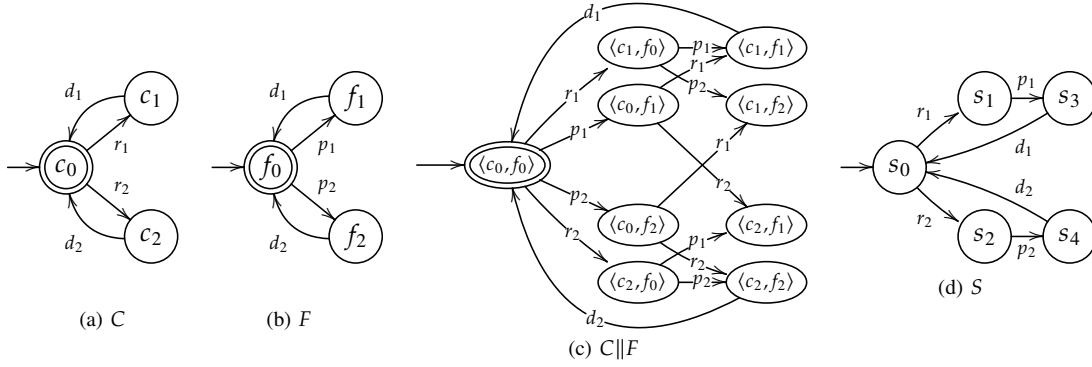 d₁
c₁
r₁
c₀
r₂
c₂
d₂
(a) C
d₁
f₁
p₁
f₀
p₂
f₂
d₂
(b) F
d₁
⟨c₁, f₀⟩
p₁
⟨c₁, f₁⟩
r₁
r₁
p₂
⟨c₀, f₁⟩
⟨c₁, f₂⟩
p₁
r₁
⟨c₀, f₀⟩
p₂
r₂
⟨c₀, f₂⟩
p₁
⟨c₂, f₁⟩
r₂
r₂
⟨c₂, f₀⟩
p₂
⟨c₂, f₂⟩
d₂
(c) C||F
s₁
p₁
s₃
r₁
d₁
s₀
d₂
r₂
s₂
p₂
s₄
(d) S